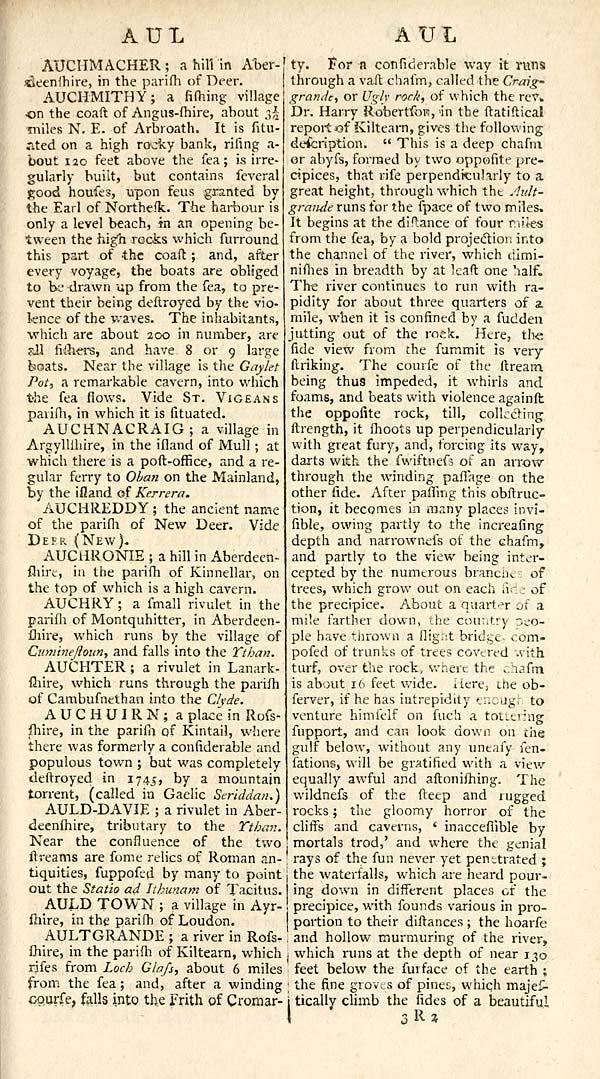 AUL
AUL
AUCHMACHER; a hill in Aber-
deenſhire, in the pariſh of Deer.
AUCHMITHY; a fiſhing village
on the coaſt of Angus-ſhire, about 3½
miles N. E. of Arbroath. It is ſitu-
ated on a high rocky bank, riſing a-
bout 120 feet above the ſea; is irre-
gularly built, but contains ſeveral
good houſes, upon feus granted by
the Earl of Northeſk. The harbour is
only a level beach, in an opening be-
tween the high rocks which ſurround
this part of the coaſt; and, after
every voyage, the boats are obliged
to be drawn up from the ſea, to pre-
vent their being deſtroyed by the vio-
lence of the waves. The inhabitants,
which are about 200 in number, are
all fiſhers, and have 8 or 9 large
boats. Near the village is the Gaylet
Pot, a remarkable cavern, into which
the ſea flows. Vide ST. VIGEANS
pariſh, in which it is ſituated.
AUCHNACRAIG; a village in
Argyllſhire, in the iſland of Mull; at
which there is a poſt-office, and a re-
gular ferry to Oban on the Mainland,
by the iſland of Kerrera.
AUCHREDDY; the ancient name
of the pariſh of New Deer. Vide
DEER (NEW).
AUCHRONIE; a hill in Aberdeen-
ſhire, in the pariſh of Kinnellar, on
the top of which is a high cavern.
AUCHRY; a ſmall rivulet in the
pariſh of Montquhitter, in Aberdeen-
ſhire, which runs by the village of
Cumineſtoun, and falls into the Ythan.
AUCHTER; a rivulet in Lanark-
ſhire, which runs through the pariſh
of Cambuſnethan into the Clyde.
AUCHUIRN; a place in Roſs-
ſhire, in the pariſh of Kintail, where
there was formerly a conſiderable and
populous town; but was completely
deſtroyed in 1745, by a mountain
torrent, (called in Gaelic Seriddan.)
AULD-DAVIE; a rivulet in Aber-
deenſhire, tributary to the Ythan.
Near the confluence of the two
ſtreams are ſome relics of Roman an-
tiquities, ſuppoſed by many to point
out the Statio ad Ithunam of Tacitus.
AULD TOWN; a village in Ayr-
ſhire, in the pariſh of Loudon.
AULTGRANDE; a river in Roſs-
ſhire, in the pariſh of Kiltearn, which
riſes from Loch Glaſs, about 6 miles
from the ſea; and, after a winding
courſe, falls into the Frith of Cromar-
ty. For a conſiderable way it runs
through a vaſt chaſm, called the Craig-
grande, or Ugly rock, of which the rev.
Dr. Harry Robertſon, in the ſtatiſtical
report of Kiltearn, gives the following
deſcription. “ This is a deep chaſm
or abyſs, formed by two oppoſite pre-
cipices, that riſe perpendicularly to a
great height, through which the Ault-
grande runs for the ſpace of two miles.
It begins at the diſtance of four miles
from the ſea, by a bold projection into
the channel of the river, which dimi-
niſhes in breadth by at leaſt one half.
The river continues to run with ra-
pidity for about three quarters of a
mile, when it is confined by a ſudden
jutting out of the rock. Here, the
ſide view from the ſummit is very
ſtriking. The courſe of the ſtream
being thus impeded, it whirls and
foams, and beats with violence againſt
the oppoſite rock, till, collecting
ſtrength, it ſhoots up perpendicularly
with great fury, and, forcing its way,
darts with the ſwiftneſs of an arrow
through the winding paſſage on the
other ſide. After paſſing this obſtruc-
tion, it becomes in many places invi-
ſible, owing partly to the increaſing
depth and narrowneſs of the chaſm,
and partly to the view being inter-
cepted by the numerous branches of
trees, which grow out on each ſide of
the precipice. About a quarter of a
mile farther down, the country peo-
ple have thrown a ſlight bridge, com-
poſed of trunks of trees covered with
turf, over the rock, where the chaſm
is about 16 feet wide. Here, the ob-
ſerver, if he has intrepidity enough to
venture himſelf on ſuch a tottering
ſupport, and can look down on the
gulf below, without any uneaſy ſen-
ſations, will be gratified with a view
equally awful and aſtoniſhing. The
wildneſs of the ſteep and rugged
rocks; the gloomy horror of the
cliffs and caverns, ‘ inacceſſible by
mortals trod,’ and where the genial
rays of the ſun never yet penetrated;
the waterfalls, which are heard pour-
ing down in different places of the
precipice, with ſounds various in pro-
portion to their diſtances; the hoarſe
and hollow murmuring of the river,
which runs at the depth of near 130
feet below the ſurface of the earth;
the fine groves of pines, which majeſ-
tically climb the ſides of a beautiful
3 R 2